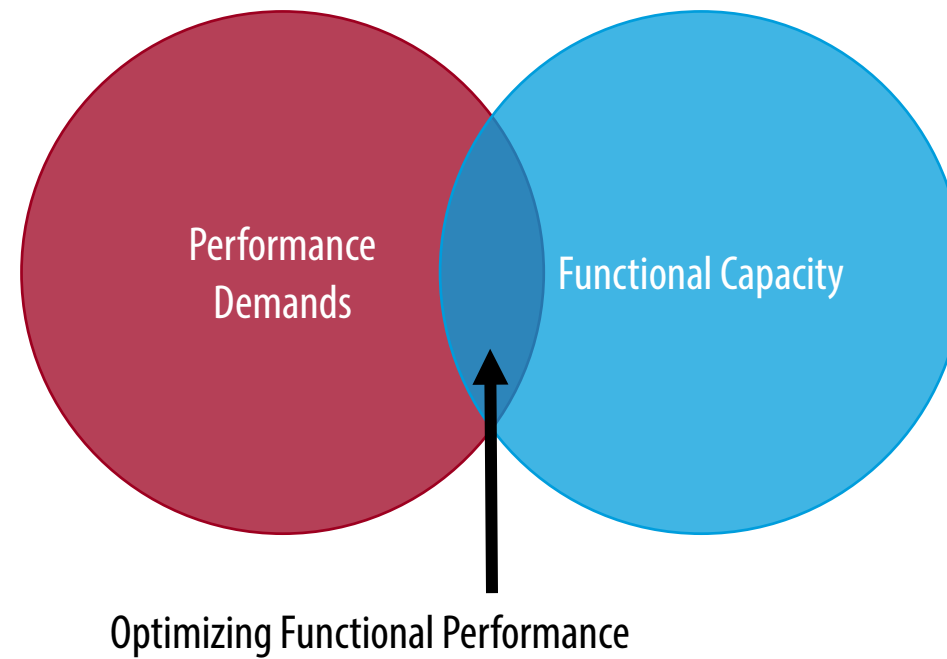 Performance
Demands
Functional Capacity
Optimizing Functional Performance